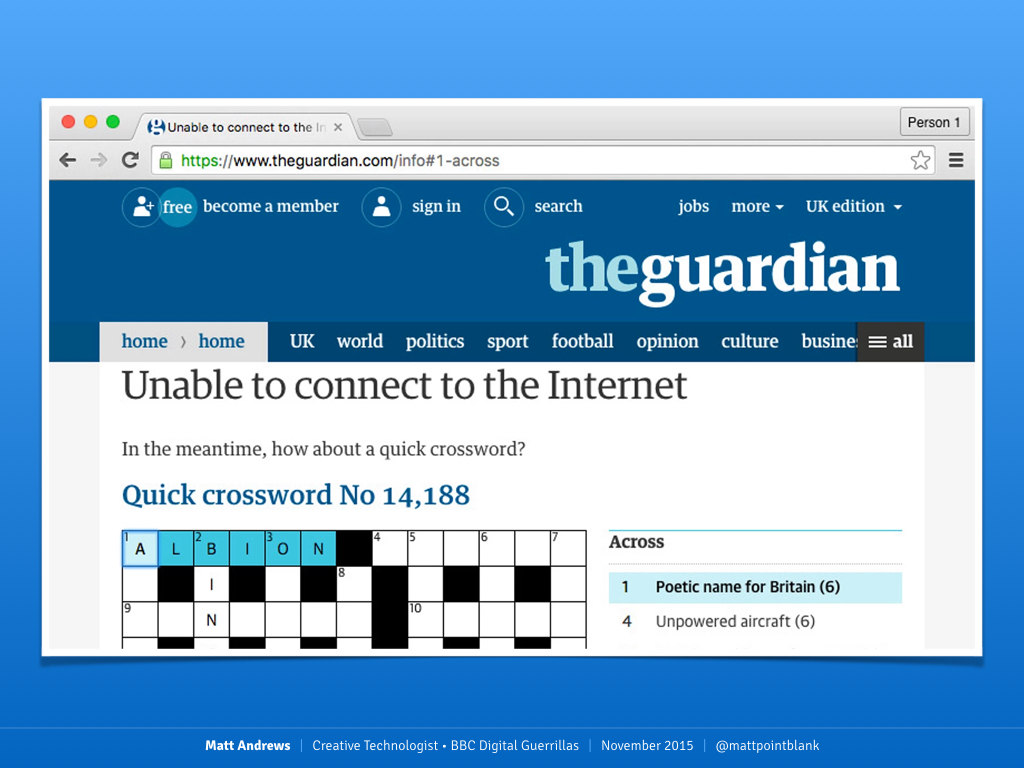 Unable to connect to the In
Person 1
https://www.theguardian.com/info#1-across
free become a member sign in search jobs more UK edition
theguardian
home › home UK world politics sport football opinion culture busine all
Unable to connect to the Internet
In the meantime, how about a quick crossword?
Quick crossword No 14,188
1 A L 2 B I 3 O N 4 5 6 7
I 8
9 N 10
Across
1 Poetic name for Britain (6)
4 Unpowered aircraft (6)
Matt Andrews | Creative Technologist • BBC Digital Guerrillas | November 2015 | @mattpointblank